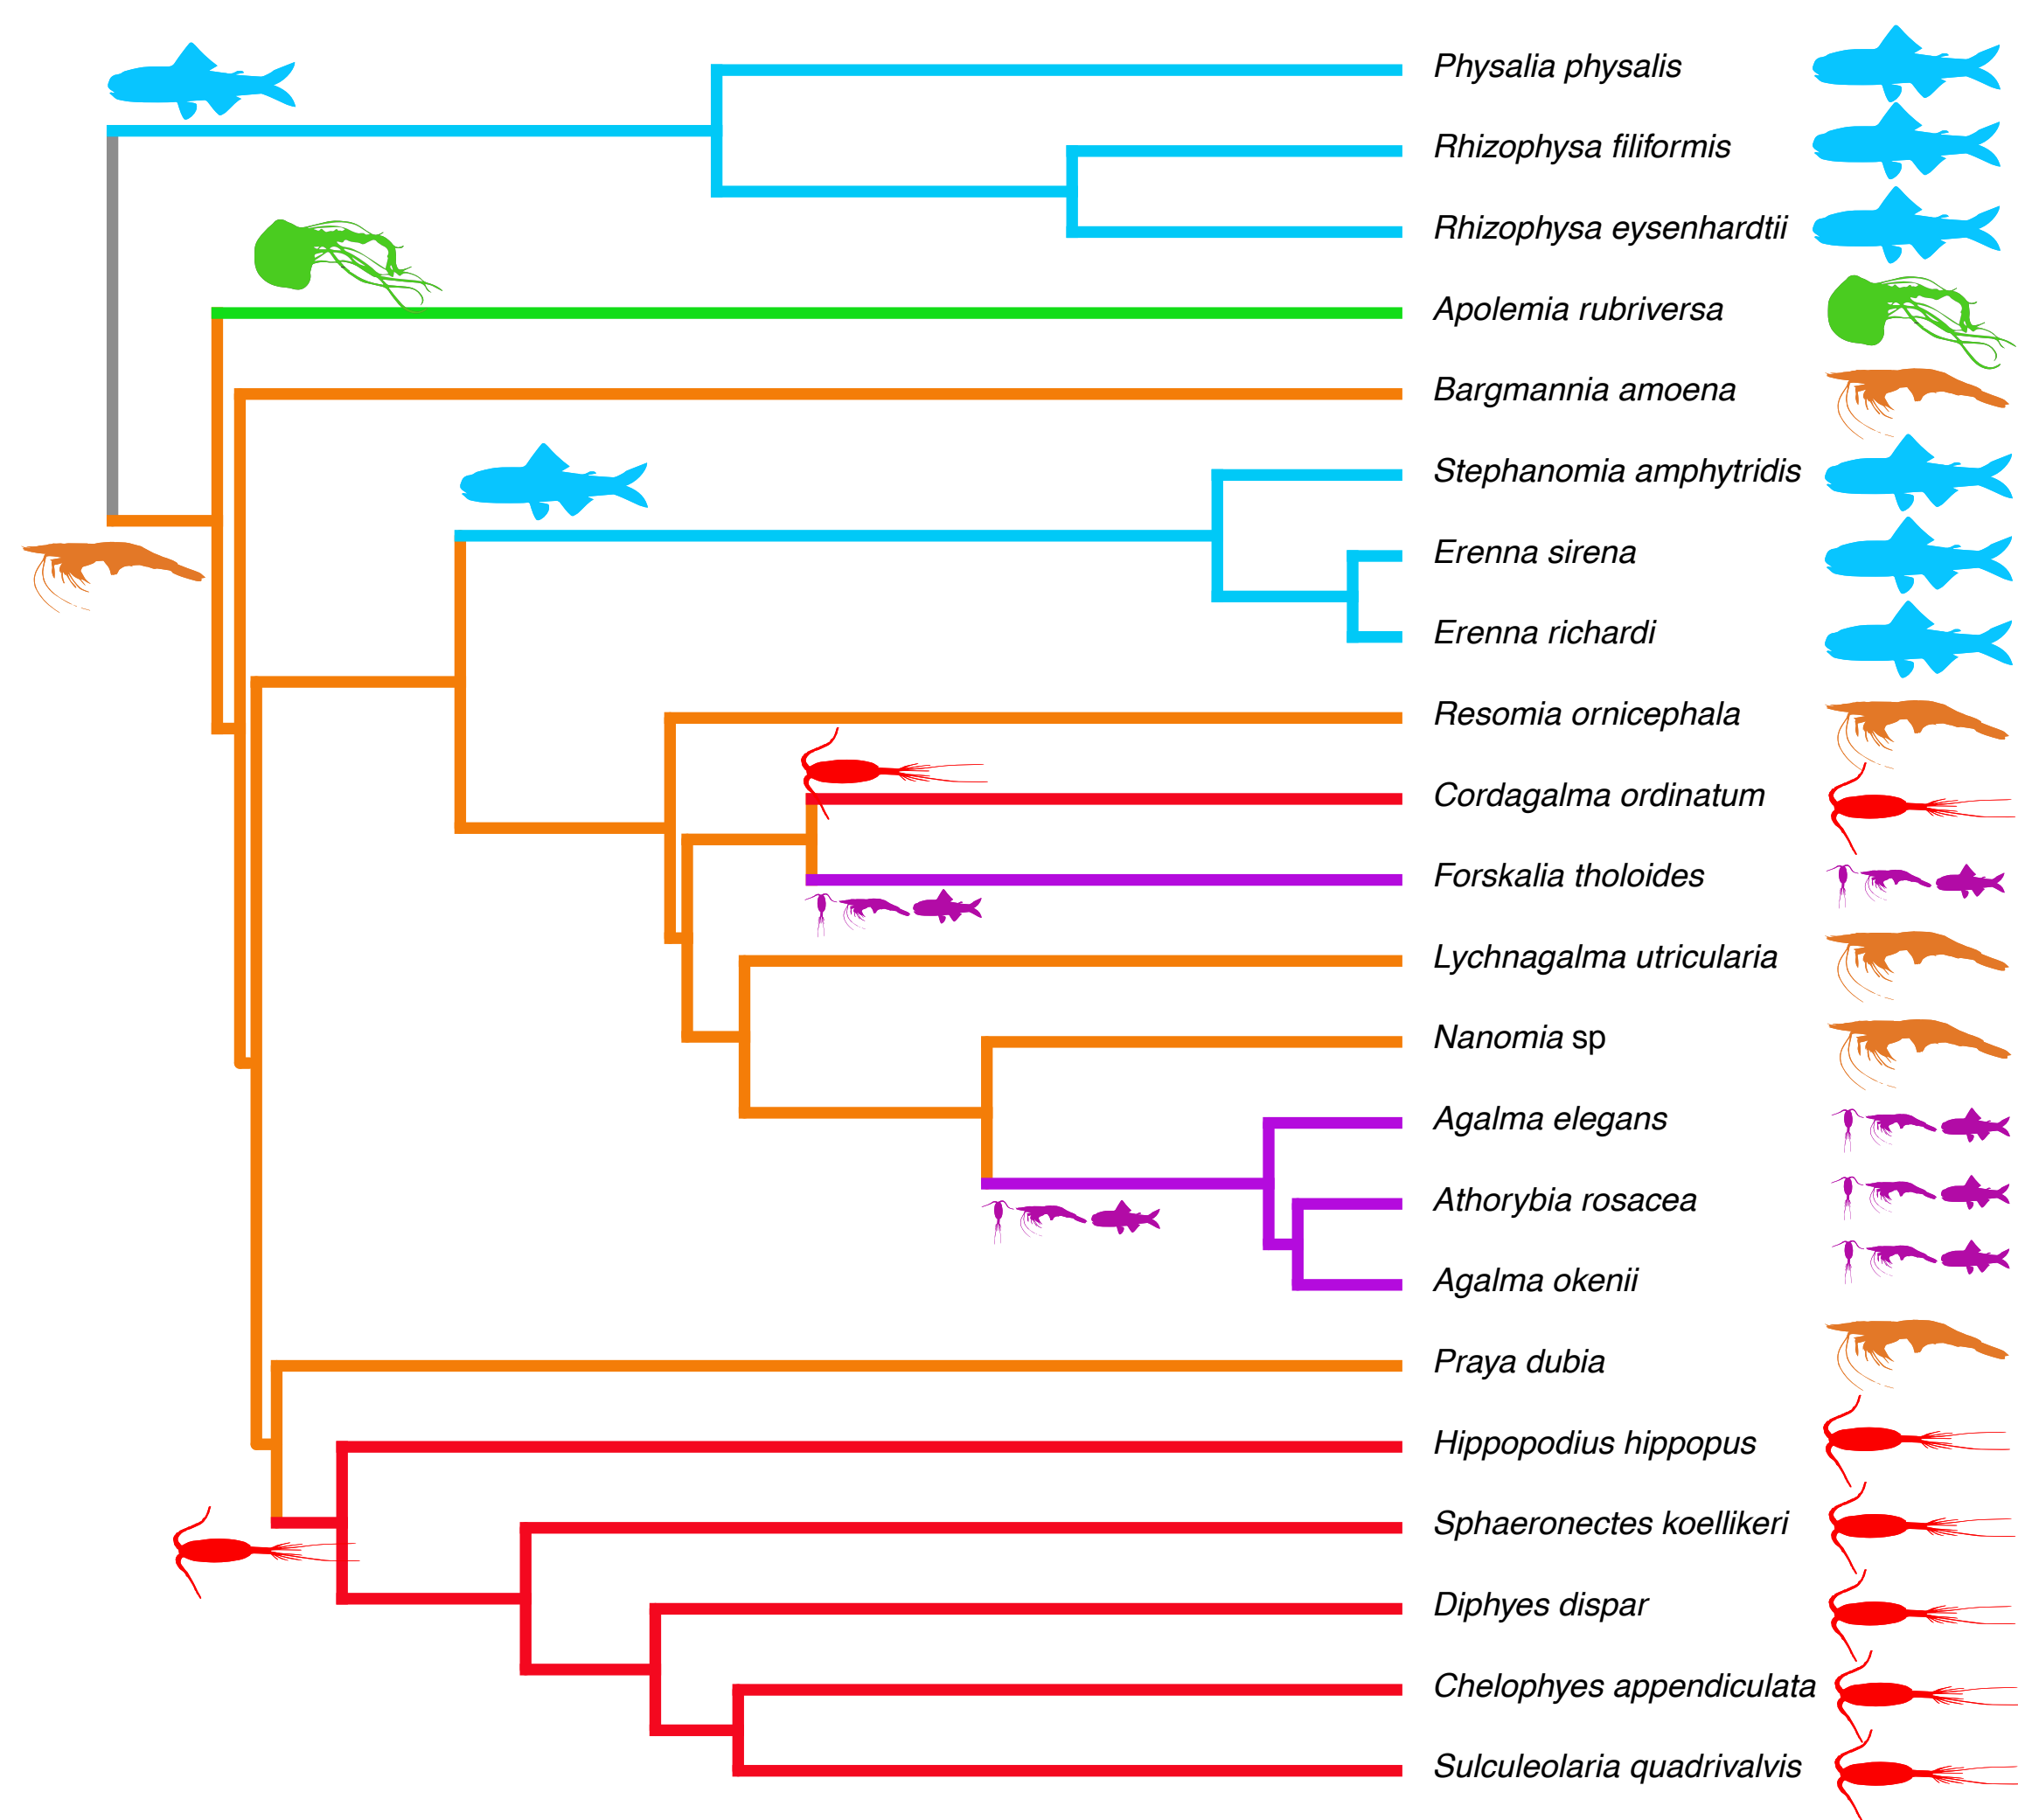 Physalia physalis
Rhizophysa filiformis
Rhizophysa eysenhardtii
Apolemia rubriversa
Bargmannia amoena
Stephanomia amphytridis
Erenna sirena
Erenna richardi
Resomia ornicephala
Cordagalma ordinatum
Forskalia tholoides
Lychnagalma utricularia
Nanomia sp
Agalma elegans
Athorybia rosacea
Agalma okenii
Praya dubia
Hippopodius hippopus
Sphaeronectes koellikeri
Diphyes dispar
Chelophyes appendiculata
Sulculeolaria quadrivalvis